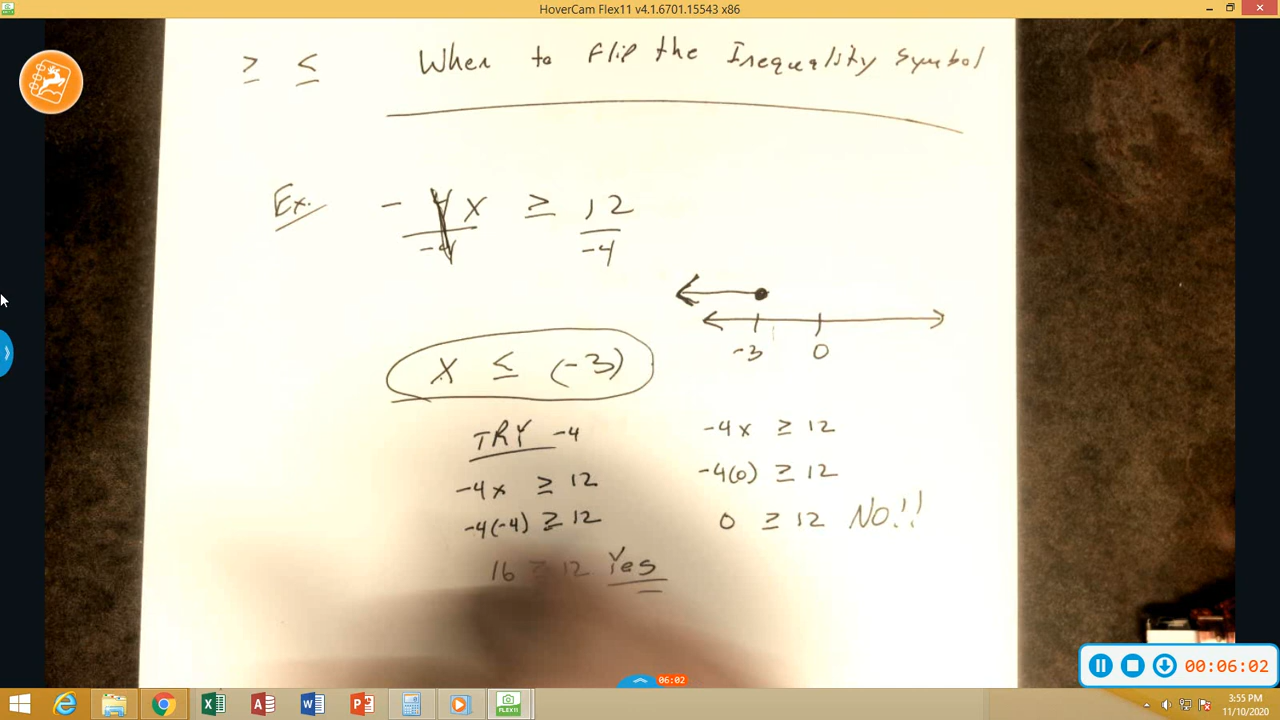 HoverCam Flex11 v4.1.6701.15543 x86
≥ ≤ When to Flip the Inequality Symbol
Ex. -4x ≥ 12
-4 -4
-3 0
x ≤ (-3)
TRY -4
-4x ≥ 12
-4(-4) ≥ 12
16 ≥ 12 Yes
-4x ≥ 12
-4(0) ≥ 12
0 ≥ 12 No!!
00:06:02
06:02
FLEX11
3:55 PM
11/10/2020